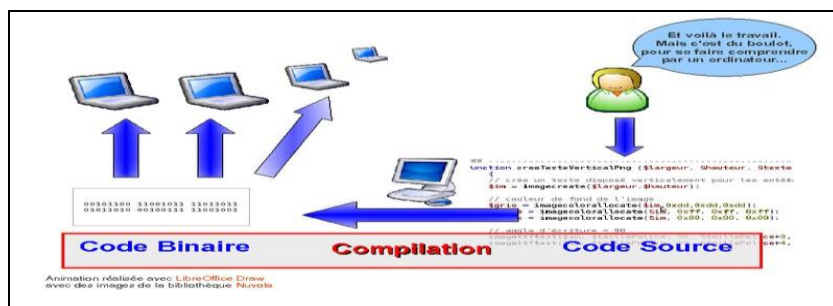 Et voilà le travail.
Mais c'est du boulot,
pour se faire comprendre
par un ordinateur...
function creeTexteVerticalPng ($largeur, $hauteur, $texte
{
// crée un texte disposé verticalement pour les entêt
$im = imagecreate($largeur,$hauteur);
// couleur de fond de l'image
$gris = imagecolorallocate($im,0xdd,0xdd,0xdd);
= imagecolorallocate($im, 0xff, 0xff, 0xff);
= imagecolorallocate($im, 0x00, 0x00, 0x00);
// angle d'écriture = 90
00101100 11001011 11011011
01011010 00100111 11001001
Code Binaire Compilation Code Source
Animation réalisée avec LibreOffice Draw
avec des images de la bibliothèque Nuvola